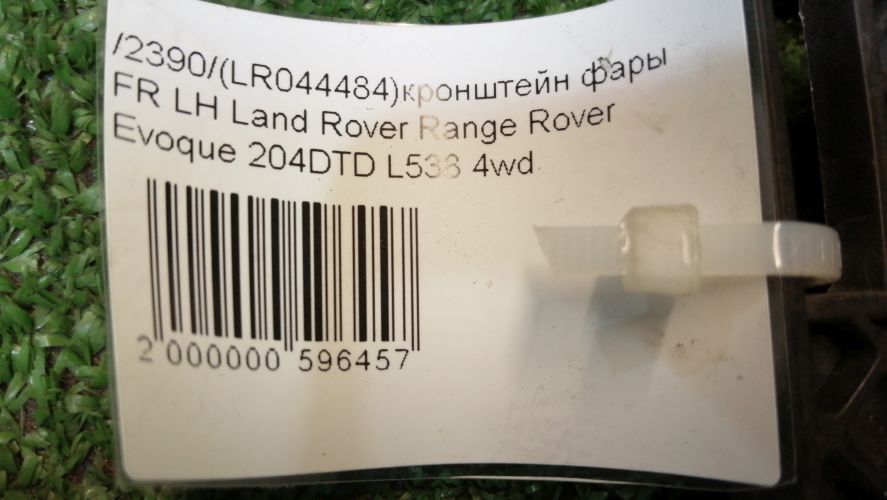 /2390/(LR044484)кронштейн фары
FR LH Land Rover Range Rover
Evoque 204DTD L538 4wd
2 000000 596457